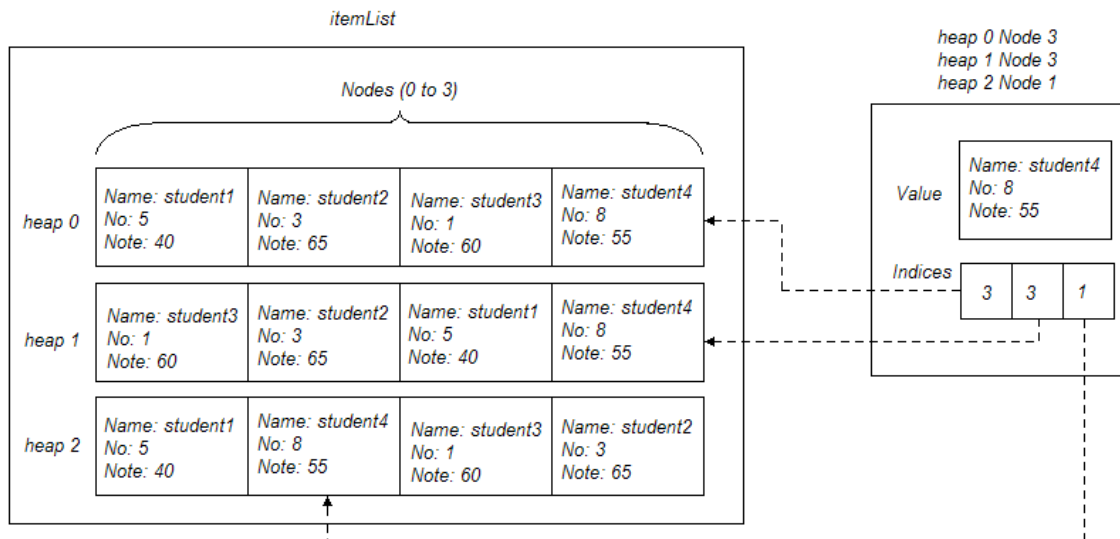 itemList
Nodes (0 to 3)
heap 0
Name: student1
No: 5
Note: 40
Name: student2
No: 3
Note: 65
Name: student3
No: 1
Note: 60
Name: student4
No: 8
Note: 55
heap 1
Name: student3
No: 1
Note: 60
Name: student2
No: 3
Note: 65
Name: student1
No: 5
Note: 40
Name: student4
No: 8
Note: 55
heap 2
Name: student1
No: 5
Note: 40
Name: student4
No: 8
Note: 55
Name: student3
No: 1
Note: 60
Name: student2
No: 3
Note: 65
heap 0 Node 3
heap 1 Node 3
heap 2 Node 1
Value
Name: student4
No: 8
Note: 55
Indices
3 3 1